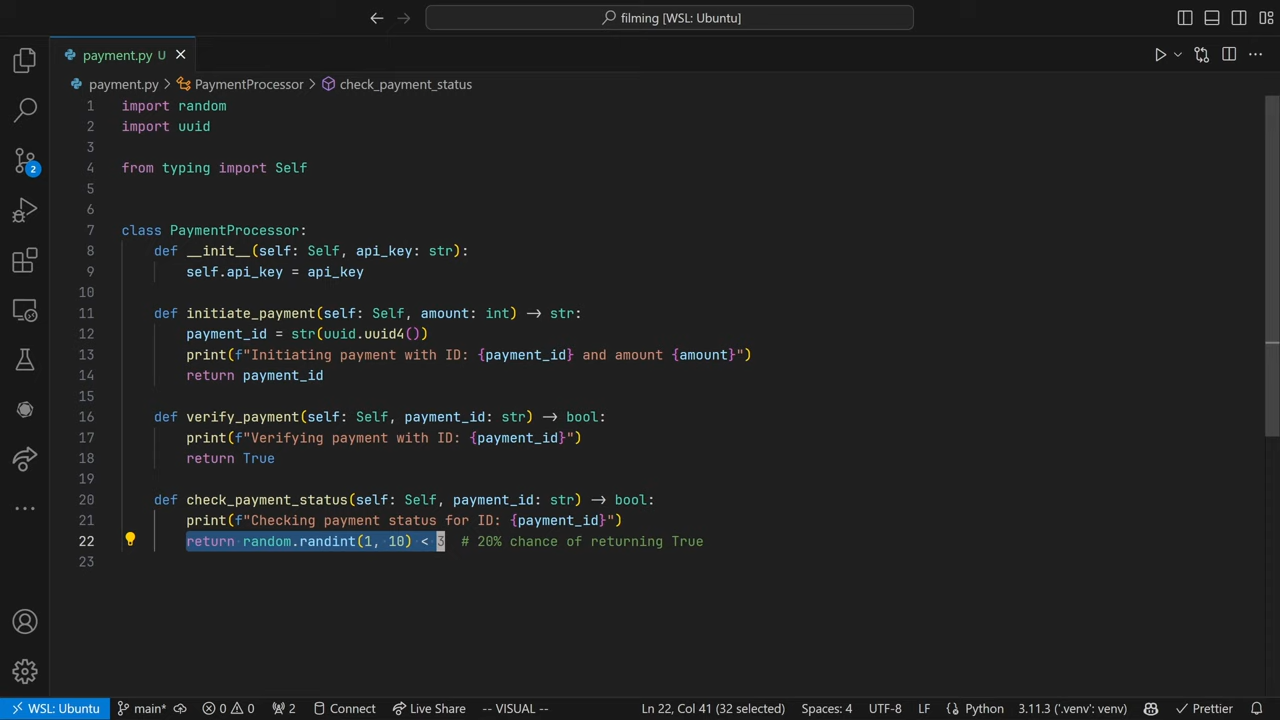 filming [WSL: Ubuntu]
payment.py U
payment.py > PaymentProcessor > check_payment_status
1 import random
2 import uuid
3
4 from typing import Self
5
6
7 class PaymentProcessor:
8 def __init__(self: Self, api_key: str):
9 self.api_key = api_key
10
11 def initiate_payment(self: Self, amount: int) → str:
12 payment_id = str(uuid.uuid4())
13 print(f"Initiating payment with ID: {payment_id} and amount {amount}")
14 return payment_id
15
16 def verify_payment(self: Self, payment_id: str) → bool:
17 print(f"Verifying payment with ID: {payment_id}")
18 return True
19
20 def check_payment_status(self: Self, payment_id: str) → bool:
21 print(f"Checking payment status for ID: {payment_id}")
22 return random.randint(1, 10) < 3 # 20% chance of returning True
23
2
WSL: Ubuntu main* 0 0 2 Connect Live Share -- VISUAL -- Ln 22, Col 41 (32 selected) Spaces: 4 UTF-8 LF Python 3.11.3 ('.venv': venv) Prettier